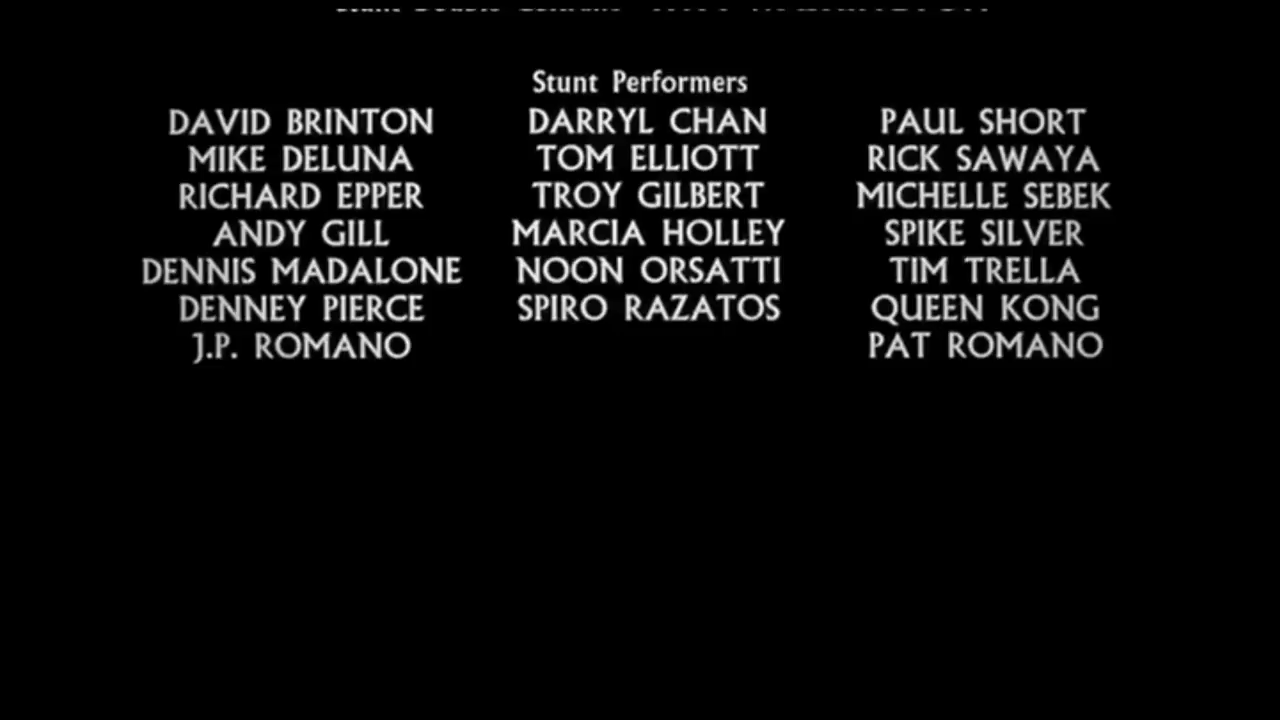 Stunt Performers
DAVID BRINTON DARRYL CHAN PAUL SHORT
MIKE DELUNA TOM ELLIOTT RICK SAWAYA
RICHARD EPPER TROY GILBERT MICHELLE SEBEK
ANDY GILL MARCIA HOLLEY SPIKE SILVER
DENNIS MADALONE NOON ORSATTI TIM TRELLA
DENNEY PIERCE SPIRO RAZATOS QUEEN KONG
J.P. ROMANO PAT ROMANO